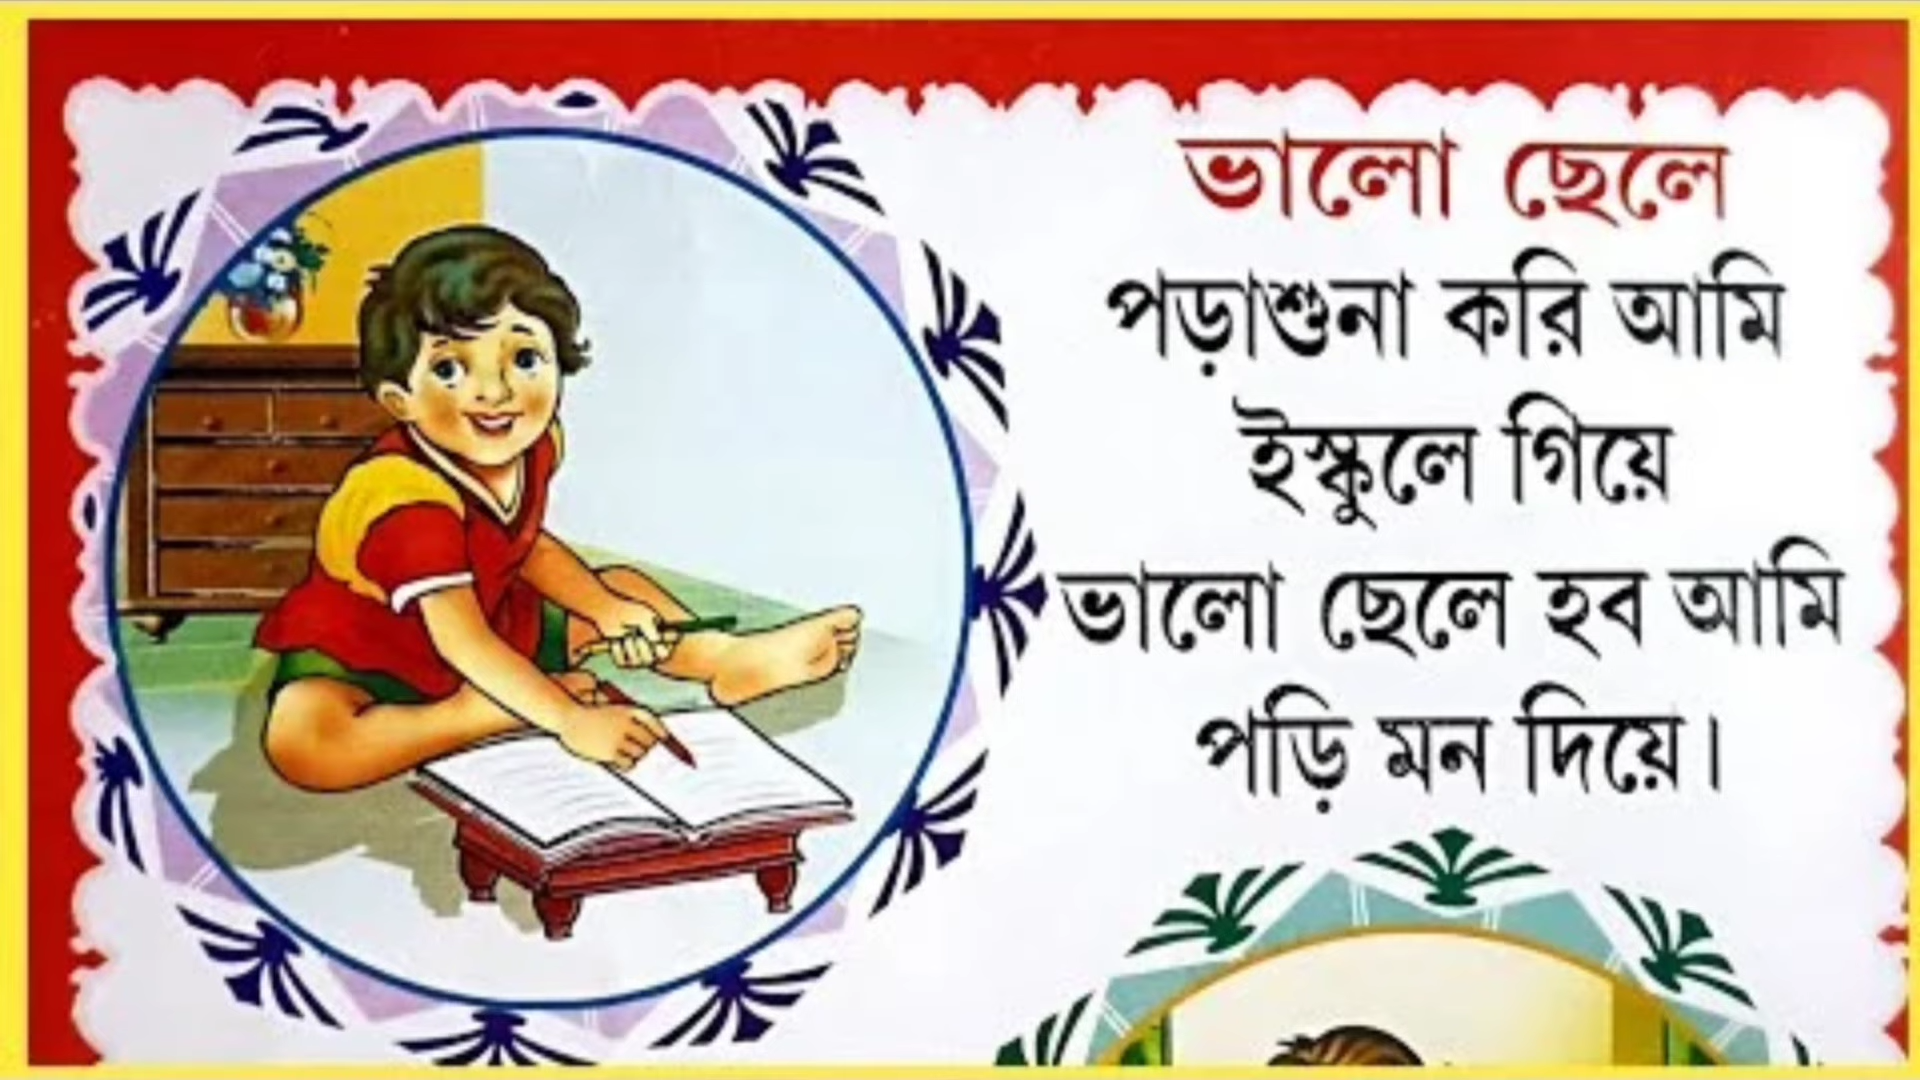 ভালো ছেলে
পড়াশুনা করি আমি
ইস্কুলে গিয়ে
ভালো ছেলে হব আমি
পড়ি মন দিয়ে।